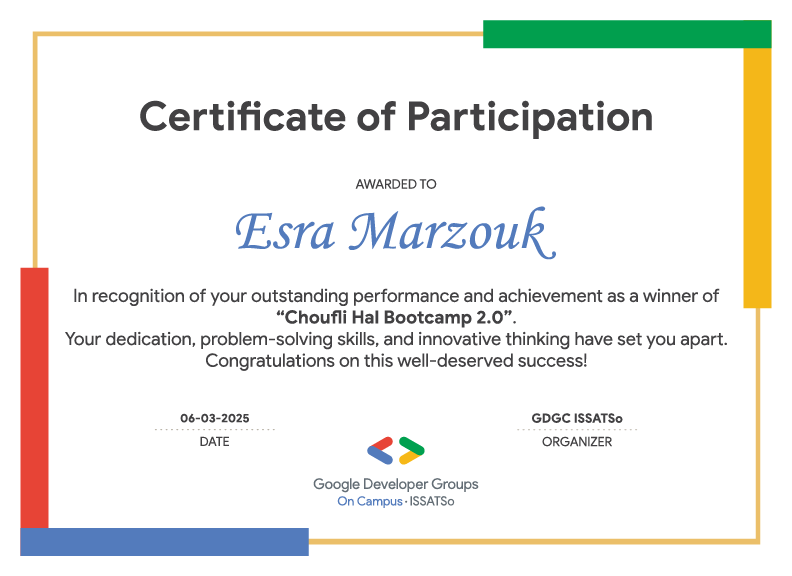 Certificate of Participation
AWARDED TO
Esra Marzouk
In recognition of your outstanding performance and achievement as a winner of
“Choufli Hal Bootcamp 2.0”.
Your dedication, problem-solving skills, and innovative thinking have set you apart.
Congratulations on this well-deserved success!
06-03-2025
DATE
GDGC ISSATSo
ORGANIZER
Google Developer Groups
On Campus · ISSATSo